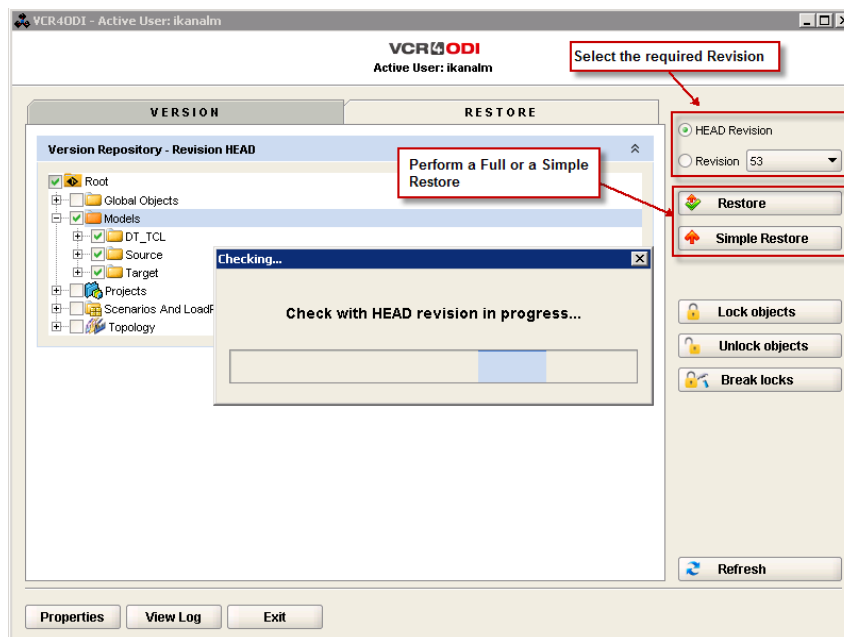 VCR4ODI - Active User: ikanalm
VCR4ODI
Active User: ikanalm
Select the required Revision
VERSION
RESTORE
HEAD Revision
Revision 53
Version Repository - Revision HEAD
Perform a Full or a Simple
Restore
Root
Global Objects
Models
DT_TCL
Source
Target
Projects
Scenarios And LoadP
Topology
Checking...
Check with HEAD revision in progress...
Restore
Simple Restore
Lock objects
Unlock objects
Break locks
Refresh
Properties
View Log
Exit